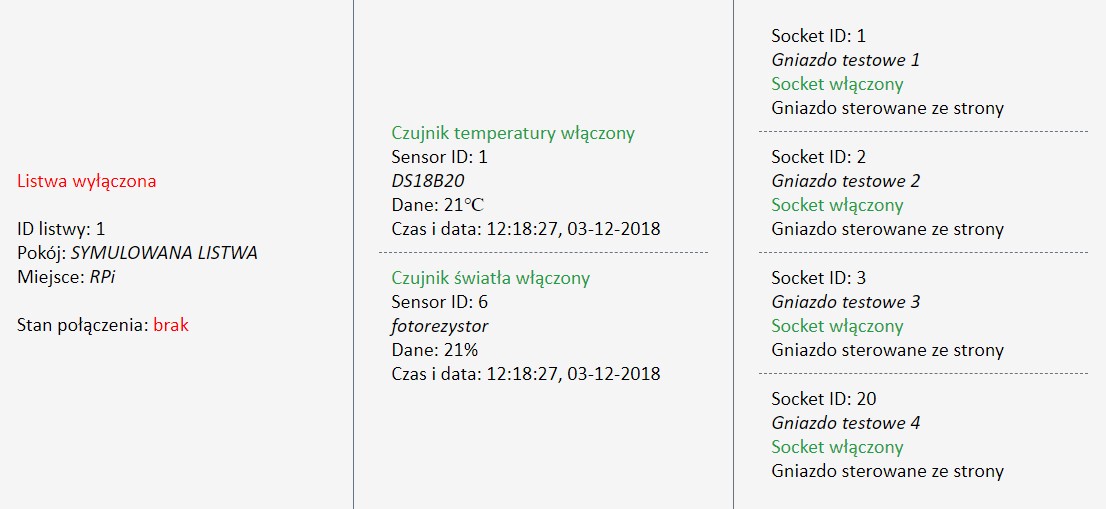 Listwa wyłączona
ID listwy: 1
Pokój: SYMULOWANA LISTWA
Miejsce: RPi
Stan połączenia: brak
Czujnik temperatury włączony
Sensor ID: 1
DS18B20
Dane: 21°C
Czas i data: 12:18:27, 03-12-2018
Czujnik światła włączony
Sensor ID: 6
fotorezystor
Dane: 21%
Czas i data: 12:18:27, 03-12-2018
Socket ID: 1
Gniazdo testowe 1
Socket włączony
Gniazdo sterowane ze strony
Socket ID: 2
Gniazdo testowe 2
Socket włączony
Gniazdo sterowane ze strony
Socket ID: 3
Gniazdo testowe 3
Socket włączony
Gniazdo sterowane ze strony
Socket ID: 20
Gniazdo testowe 4
Socket włączony
Gniazdo sterowane ze strony